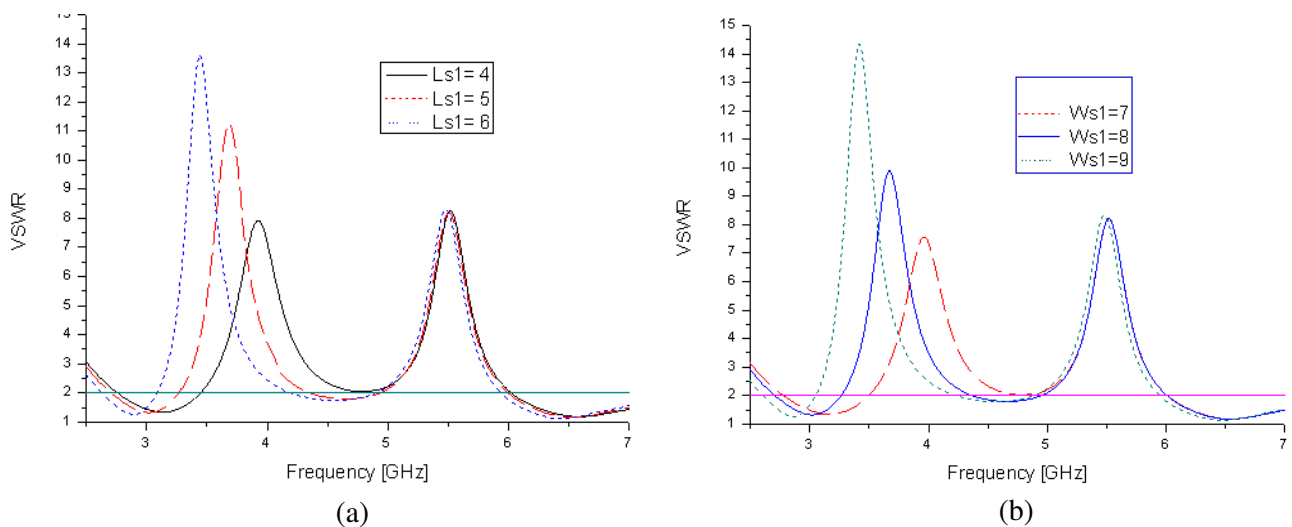 15
14
13
12
11
10
9
8
7
6
5
4
3
2
1
VSWR
Ls1= 4
Ls1= 5
Ls1= 6
3 4 5 6 7
Frequency [GHz]
(a)
15
14
13
12
11
10
9
8
7
6
5
4
3
2
1
VSWR
Ws1=7
Ws1=8
Ws1=9
3 4 5 6 7
Frequency [GHz]
(b)